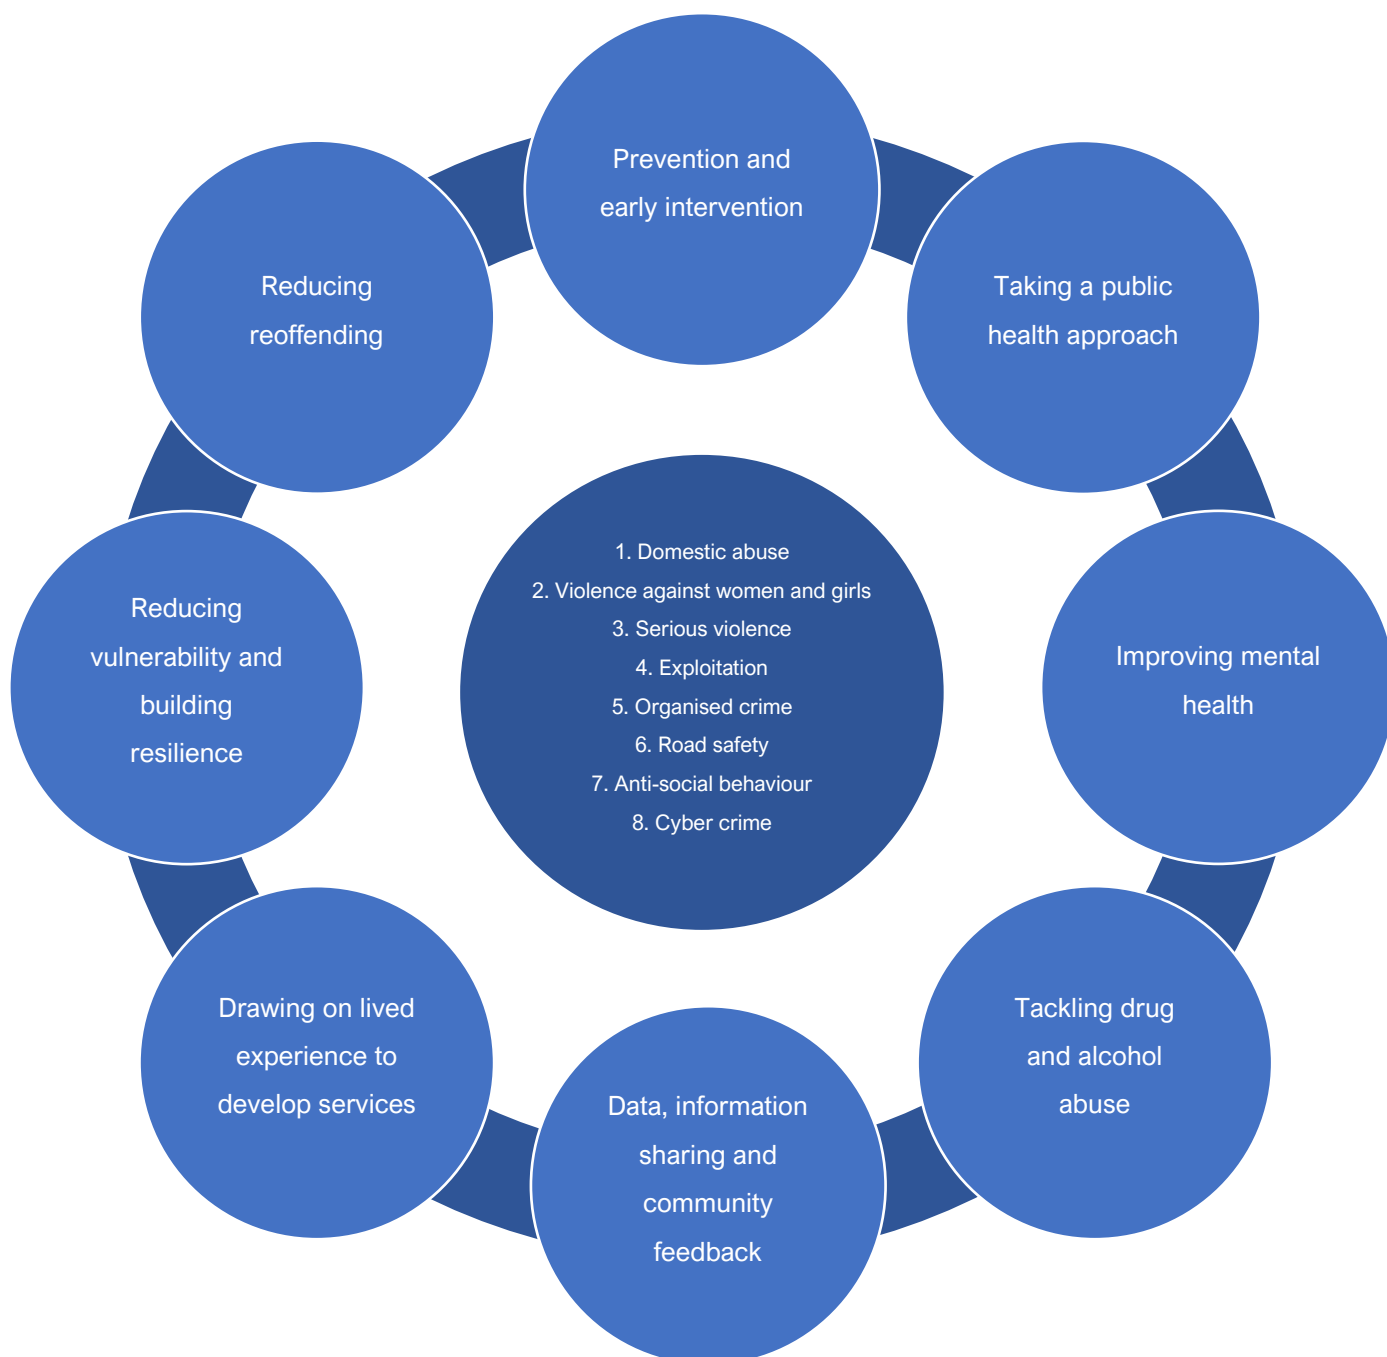 Prevention and
early intervention
Taking a public
health approach
Improving mental
health
Tackling drug
and alcohol
abuse
Data, information
sharing and
community
feedback
Drawing on lived
experience to
develop services
Reducing
vulnerability and
building
resilience
Reducing
reoffending
1. Domestic abuse
2. Violence against women and girls
3. Serious violence
4. Exploitation
5. Organised crime
6. Road safety
7. Anti-social behaviour
8. Cyber crime